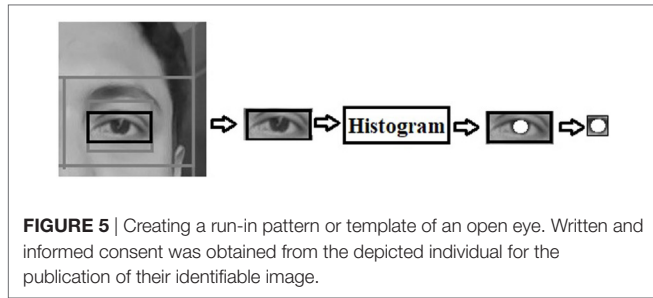 Histogram
FIGURE 5 | Creating a run-in pattern or template of an open eye. Written and
informed consent was obtained from the depicted individual for the
publication of their identifiable image.